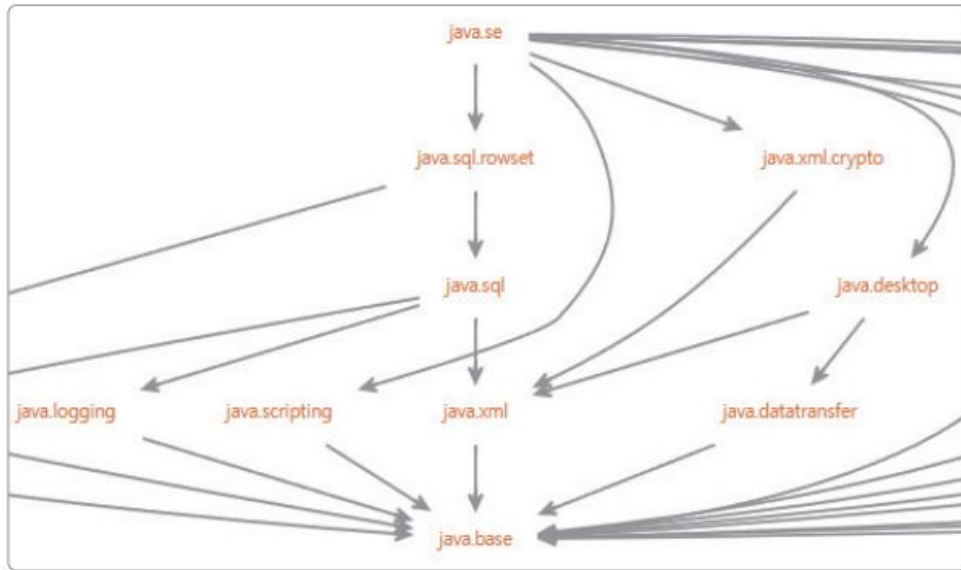 java.se
java.sql.rowset
java.xml.crypto
java.sql
java.desktop
java.logging
java.scripting
java.xml
java.datatransfer
java.base